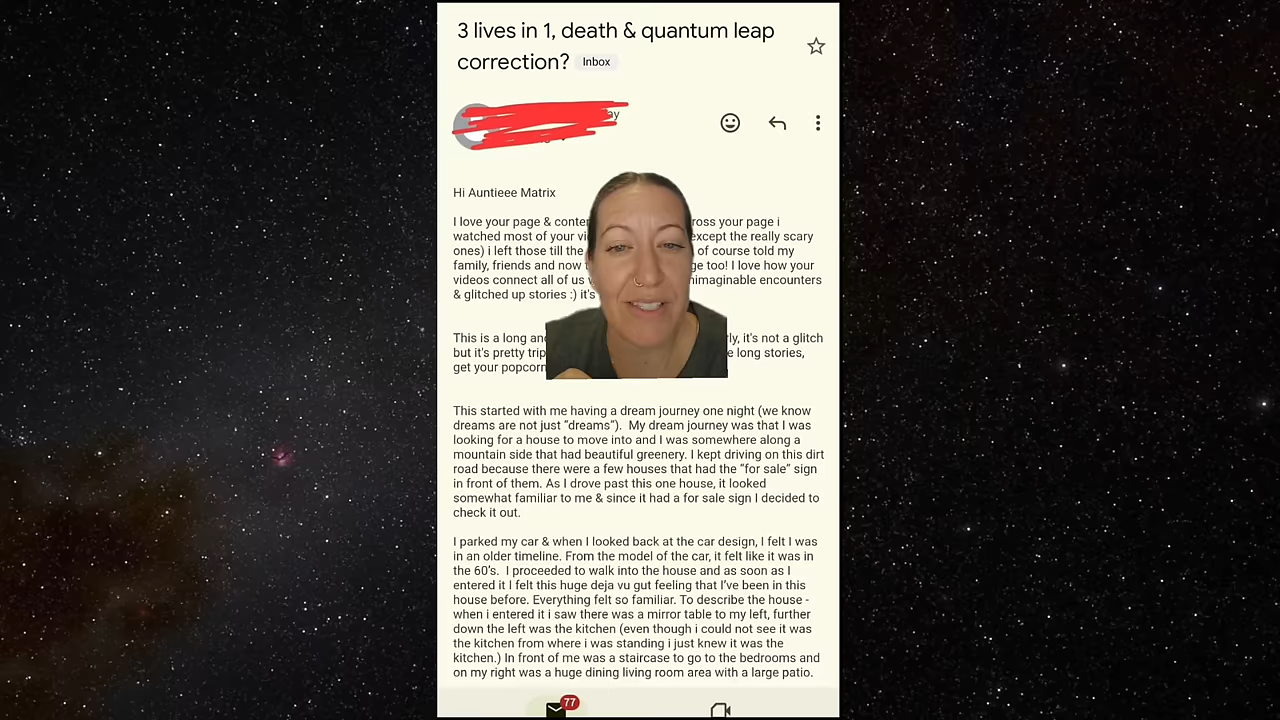 3 lives in 1, death & quantum leap
correction? Inbox
Hi Auntieee Matrix
I love your page & ross your page i
watched most of your except the really scary
ones) i left those till the of course told my
family, friends and now too! I love how your
videos connect all of us
& glitched up stories :) it's
This is a long it's not a glitch
but it's pretty long stories,
get your popcorn
This started with me having a dream journey one night (we know
dreams are not just “dreams”). My dream journey was that I was
looking for a house to move into and I was somewhere along a
mountain side that had beautiful greenery. I kept driving on this dirt
road because there were a few houses that had the “for sale” sign
in front of them. As I drove past this one house, it looked
somewhat familiar to me & since it had a for sale sign I decided to
check it out.
I parked my car & when I looked back at the car design, I felt I was
in an older timeline. From the model of the car, it felt like it was in
the 60's. I proceeded to walk into the house and as soon as I
entered it I felt this huge deja vu gut feeling that I've been in this
house before. Everything felt so familiar. To describe the house -
when i entered it i saw there was a mirror table to my left, further
down the left was the kitchen (even though i could not see it was
the kitchen from where i was standing i just knew it was the
kitchen.) In front of me was a staircase to go to the bedrooms and
on my right was a huge dining living room area with a large patio.
77